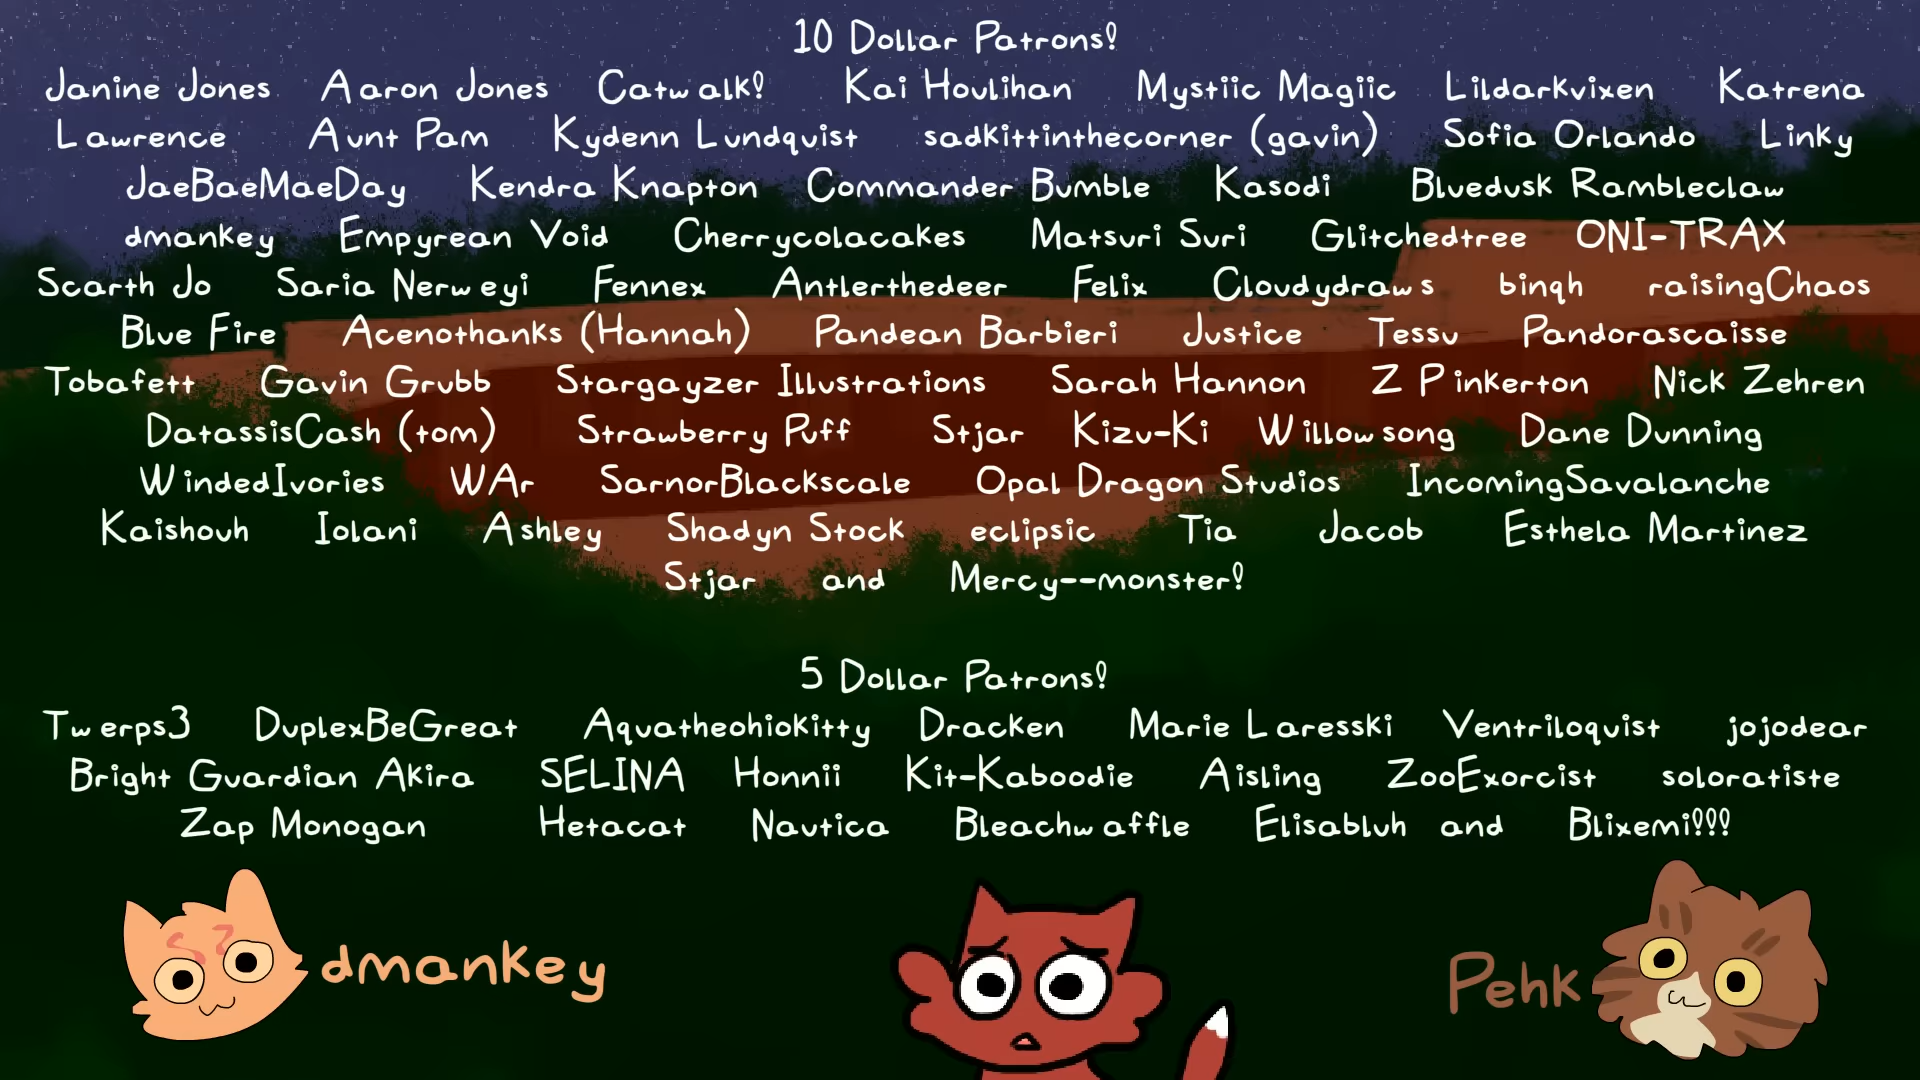 10 Dollar Patrons!
Janine Jones Aaron Jones Catwalk! Kai Houlihan Mystiic Magiic Lildarkvixen Katrena
Lawrence Aunt Pam Kydenn Lundquist sadkittinthecorner (gavin) Sofia Orlando Linky
JaeBaeMaeDay Kendra Knapton Commander Bumble Kasodi Bluedusk Rambleclaw
dmankey Empyrean Void Cherrycolacakes Matsuri Suri Glitchedtree ONI-TRAX
Scarth Jo Saria Nerweyi Fennex Antlerthedeer Felix Cloudydraws binqh raisingChaos
Blue Fire Acenothanks (Hannah) Pandean Barbieri Justice Tessu Pandorascaisse
Tobafett Gavin Grubb Stargayzer Illustrations Sarah Hannon Z Pinkerton Nick Zehren
DatassisCash (tom) Strawberry Puff Stjar Kizu-Ki Willowsong Dane Dunning
WindedIvories WAr SarnorBlackscale Opal Dragon Studios IncomingSavalanche
Kaishouh Iolani Ashley Shadyn Stock eclipsic Tia Jacob Esthela Martinez
Stjar and Mercy--monster!
5 Dollar Patrons!
Twerps3 DuplexBeGreat Aquatheohiokitty Dracken Marie Laresski Ventriloquist jojodear
Bright Guardian Akira SELINA Honnii Kit-Kaboodie Aisling ZooExorcist soloratiste
Zap Monogan Hetacat Nautica Bleachwaffle Elisabluh and Blixemi!!!
dmankey
Pehk